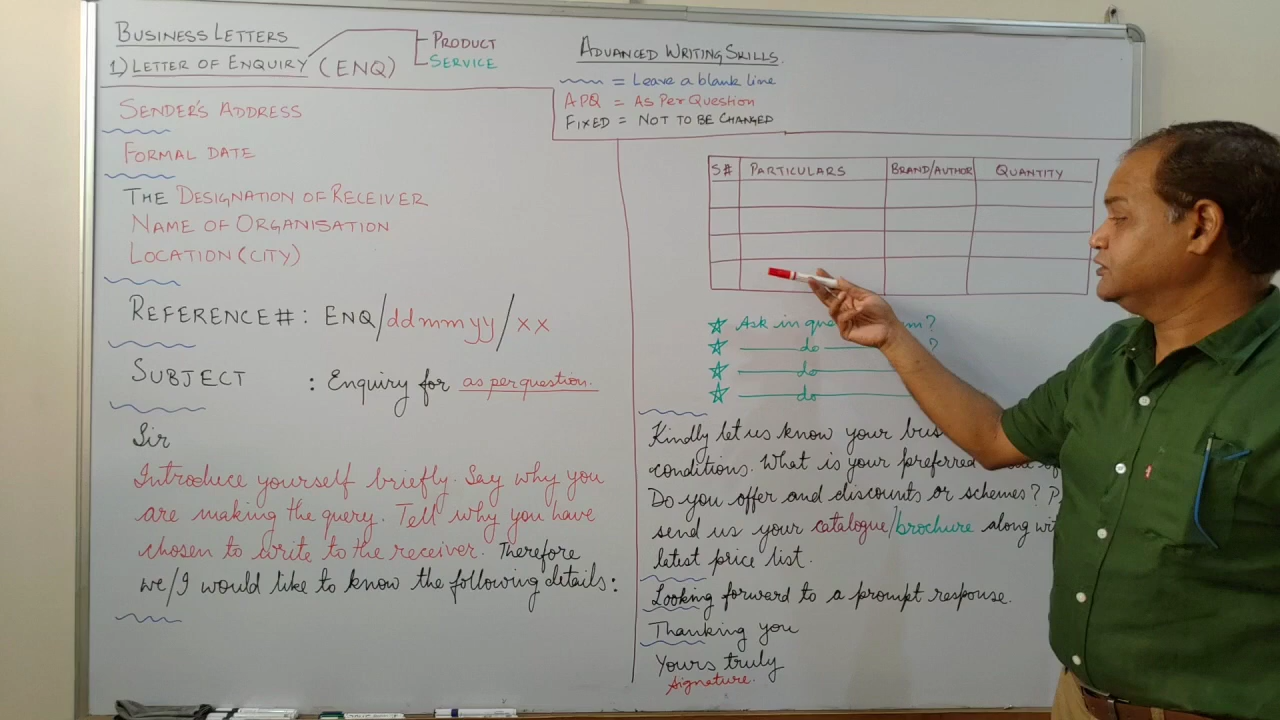 BUSINESS LETTERS
1) LETTER OF ENQUIRY (ENQ)
PRODUCT
SERVICE
ADVANCED WRITING SKILLS.
= Leave a blank line
APQ = AS PER QUESTION
FIXED = NOT TO BE CHANGED
SENDER'S ADDRESS
FORMAL DATE
THE DESIGNATION OF RECEIVER
NAME OF ORGANISATION
LOCATION (CITY)
REFERENCE# : ENQ/ddmmyy/xx
SUBJECT : Enquiry for as per question.
Sir
Introduce yourself briefly. Say why you
are making the query. Tell why you have
chosen to write to the receiver. Therefore
we/I would like to know the following details:
S# PARTICULARS BRAND/AUTHOR QUANTITY
Ask in
do
do
do
Kindly let us know your
conditions. What is your preferred
Do you offer and discounts or schemes?
send us your catalogue/brochure along
latest price list.
Looking forward to a prompt response.
Thanking you
Yours truly
signature.